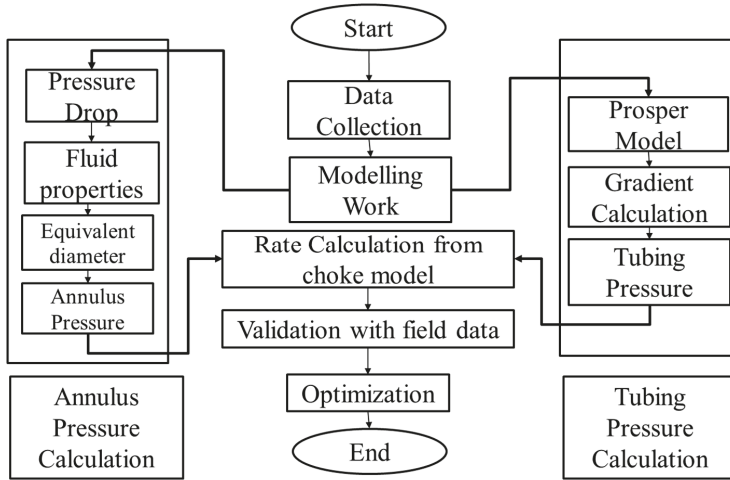 Start
Data
Collection
Modelling
Work
Pressure
Drop
Fluid
properties
Equivalent
diameter
Annulus
Pressure
Prosper
Model
Gradient
Calculation
Tubing
Pressure
Rate Calculation from
choke model
Validation with field data
Optimization
End
Annulus
Pressure
Calculation
Tubing
Pressure
Calculation